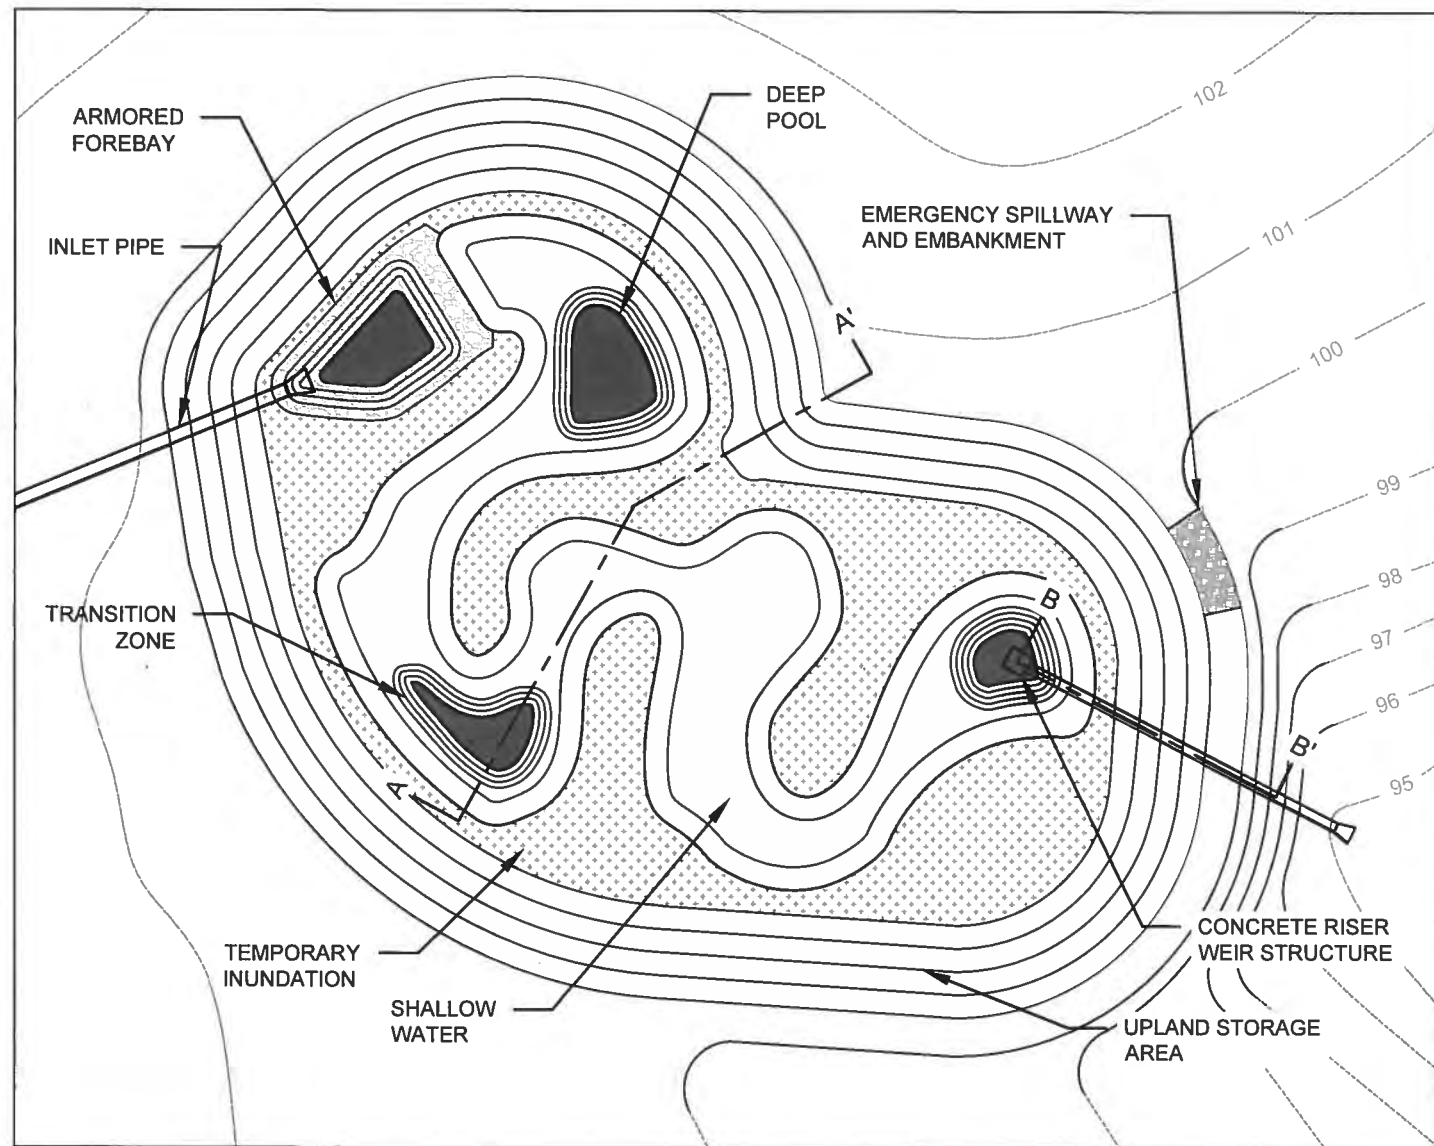 ARMORED
FOREBAY
DEEP
POOL
102
EMERGENCY SPILLWAY
AND EMBANKMENT
101
INLET PIPE
A'
100
99
98
TRANSITION
ZONE
B
97
96
B'
95
A
CONCRETE RISER
WEIR STRUCTURE
TEMPORARY
INUNDATION
SHALLOW
WATER
UPLAND STORAGE
AREA